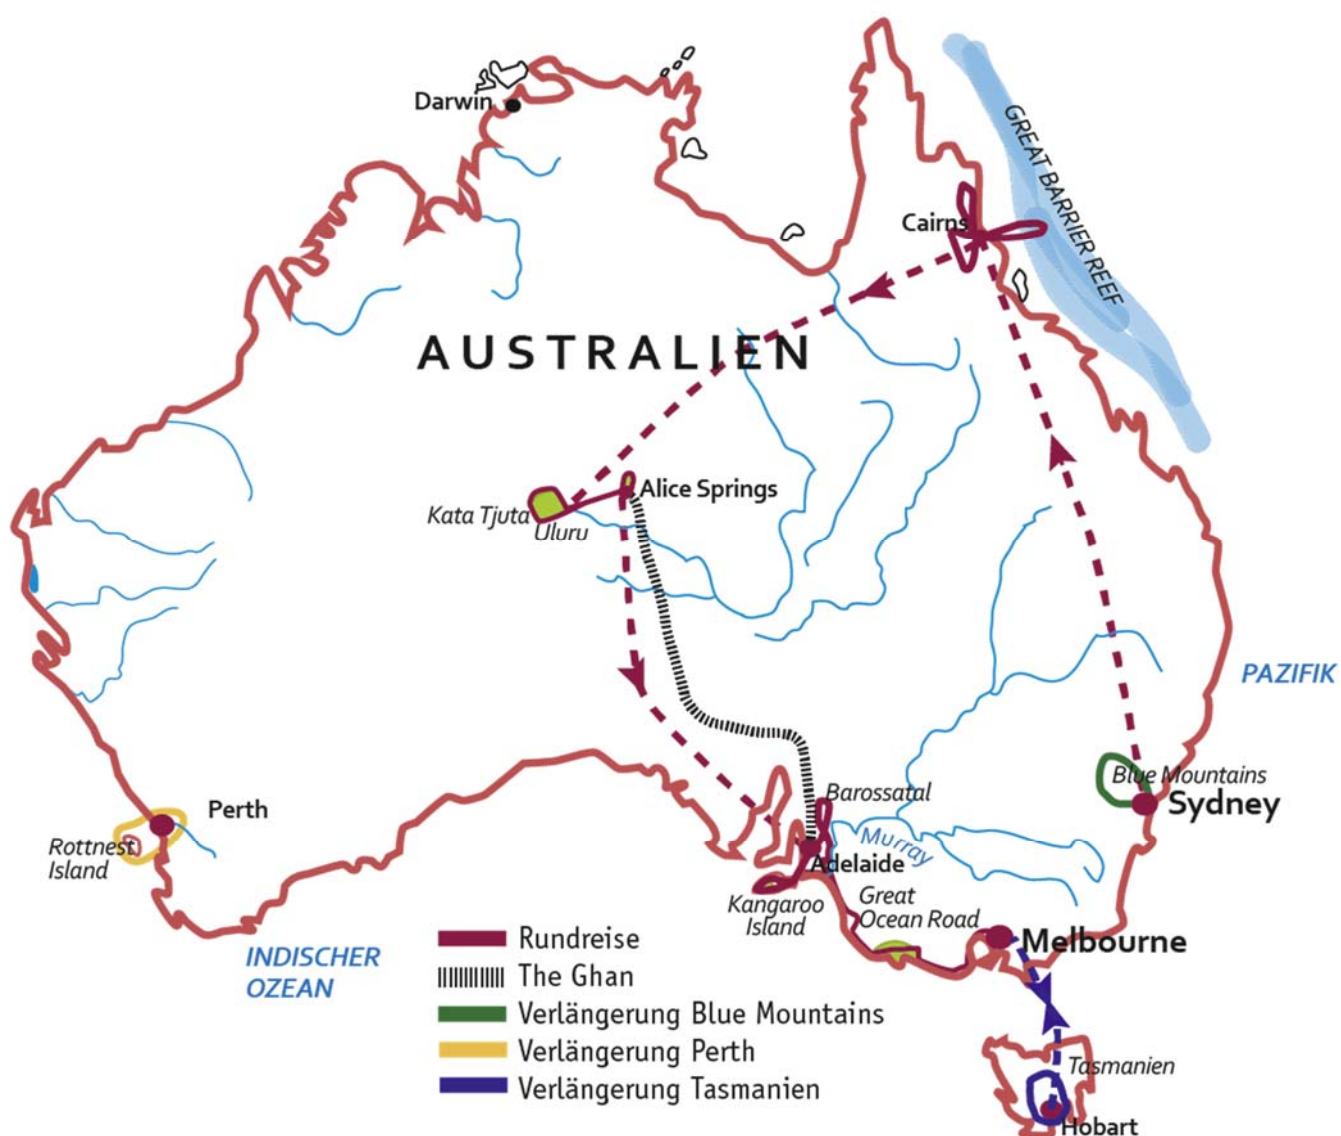 Darwin
GREAT BARRIER REEF
Cairns
AUSTRALIEN
Alice Springs
Kata Tjuta
Uluru
PAZIFIK
Blue Mountains
Sydney
Barossatal
Perth
Rottnest
Island
Murray
Adelaide
Kangaroo
Island
Great
Ocean Road
Melbourne
INDISCHER
OZEAN
Rundreise
The Ghan
Verlängerung Blue Mountains
Verlängerung Perth
Verlängerung Tasmanien
Tasmanien
Hobart